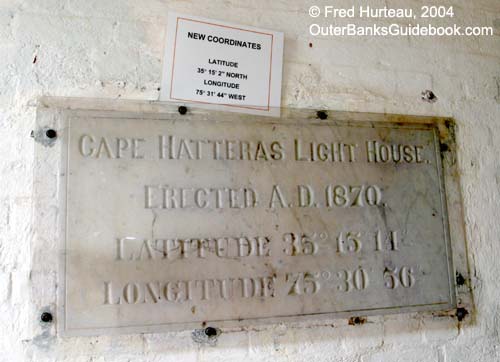 © Fred Hurteau, 2004
OuterBanksGuidebook.com
NEW COORDINATES
LATITUDE
35° 15' 2" NORTH
LONGITUDE
75° 31' 44" WEST
CAPE HATTERAS LIGHT HOUSE.
ERECTED A.D. 1870.
LATITUDE 35° 15' 14"
LONGITUDE 75° 30' 56"